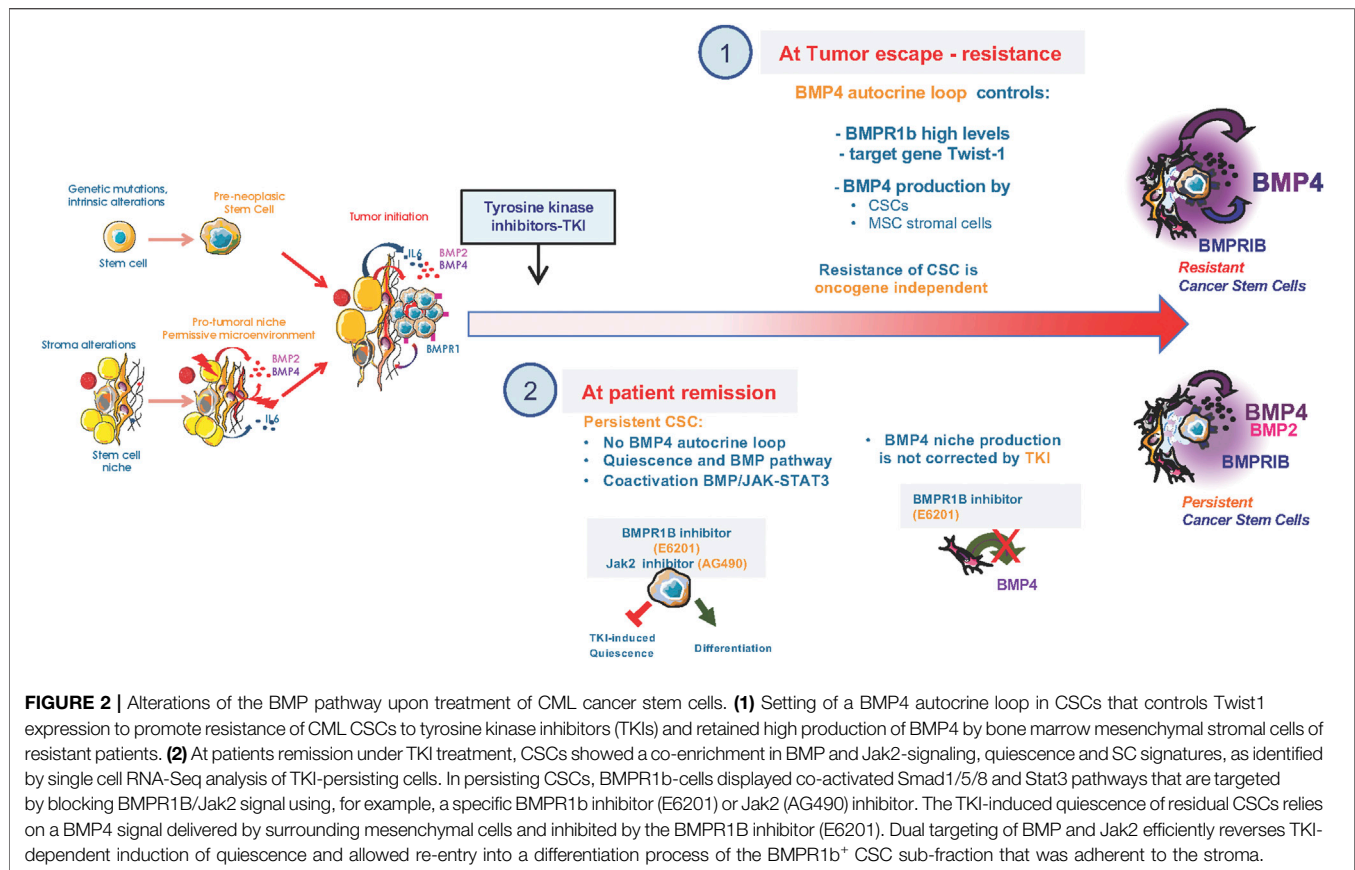 1
At Tumor escape - resistance
BMP4 autocrine loop controls:
- BMPR1b high levels
- target gene Twist-1
- BMP4 production by
• CSCs
• MSC stromal cells
Resistance of CSC is
oncogene independent
BMP4
BMPRIB
Resistant
Cancer Stem Cells
Genetic mutations,
intrinsic alterations
Pre-neoplasic
Stem Cell
Stem cell
Tumor initiation
IL6
BMP2
BMP4
BMPR1
Tyrosine kinase
inhibitors-TKI
Stroma alterations
Pro-tumoral niche
Permissive microenvironment
BMP2
BMP4
IL6
Stem cell
niche
2
At patient remission
Persistent CSC:
• No BMP4 autocrine loop
• Quiescence and BMP pathway
• Coactivation BMP/JAK-STAT3
BMPR1B inhibitor
(E6201)
Jak2 inhibitor (AG490)
TKI-induced
Quiescence
Differentiation
• BMP4 niche production
is not corrected by TKI
BMPR1B inhibitor
(E6201)
BMP4
BMP4
BMP2
BMPRIB
Persistent
Cancer Stem Cells
FIGURE 2 | Alterations of the BMP pathway upon treatment of CML cancer stem cells. (1) Setting of a BMP4 autocrine loop in CSCs that controls Twist1
expression to promote resistance of CML CSCs to tyrosine kinase inhibitors (TKIs) and retained high production of BMP4 by bone marrow mesenchymal stromal cells of
resistant patients. (2) At patients remission under TKI treatment, CSCs showed a co-enrichment in BMP and Jak2-signaling, quiescence and SC signatures, as identified
by single cell RNA-Seq analysis of TKI-persisting cells. In persisting CSCs, BMPR1b-cells displayed co-activated Smad1/5/8 and Stat3 pathways that are targeted
by blocking BMPR1B/Jak2 signal using, for example, a specific BMPR1b inhibitor (E6201) or Jak2 (AG490) inhibitor. The TKI-induced quiescence of residual CSCs relies
on a BMP4 signal delivered by surrounding mesenchymal cells and inhibited by the BMPR1B inhibitor (E6201). Dual targeting of BMP and Jak2 efficiently reverses TKI-
dependent induction of quiescence and allowed re-entry into a differentiation process of the BMPR1b⁺ CSC sub-fraction that was adherent to the stroma.